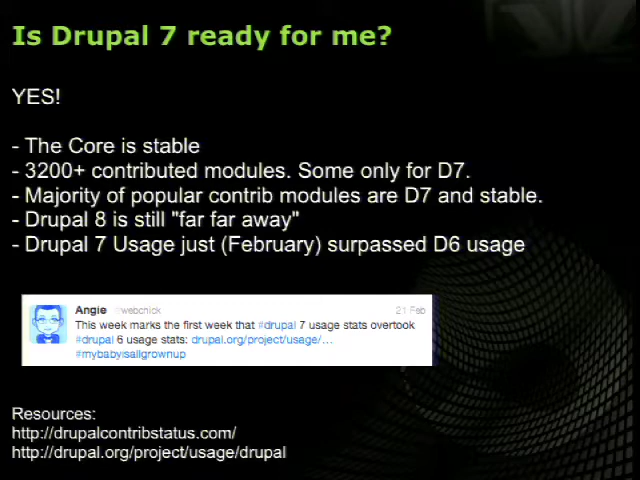 Is Drupal 7 ready for me?
YES!
- The Core is stable
- 3200+ contributed modules. Some only for D7.
- Majority of popular contrib modules are D7 and stable.
- Drupal 8 is still "far far away"
- Drupal 7 Usage just (February) surpassed D6 usage
Angie @webchick 21 Feb
This week marks the first week that #drupal 7 usage stats overtook
#drupal 6 usage stats: drupal.org/project/usage/…
#mybabyisallgrownup
Resources:
http://drupalcontribstatus.com/
http://drupal.org/project/usage/drupal